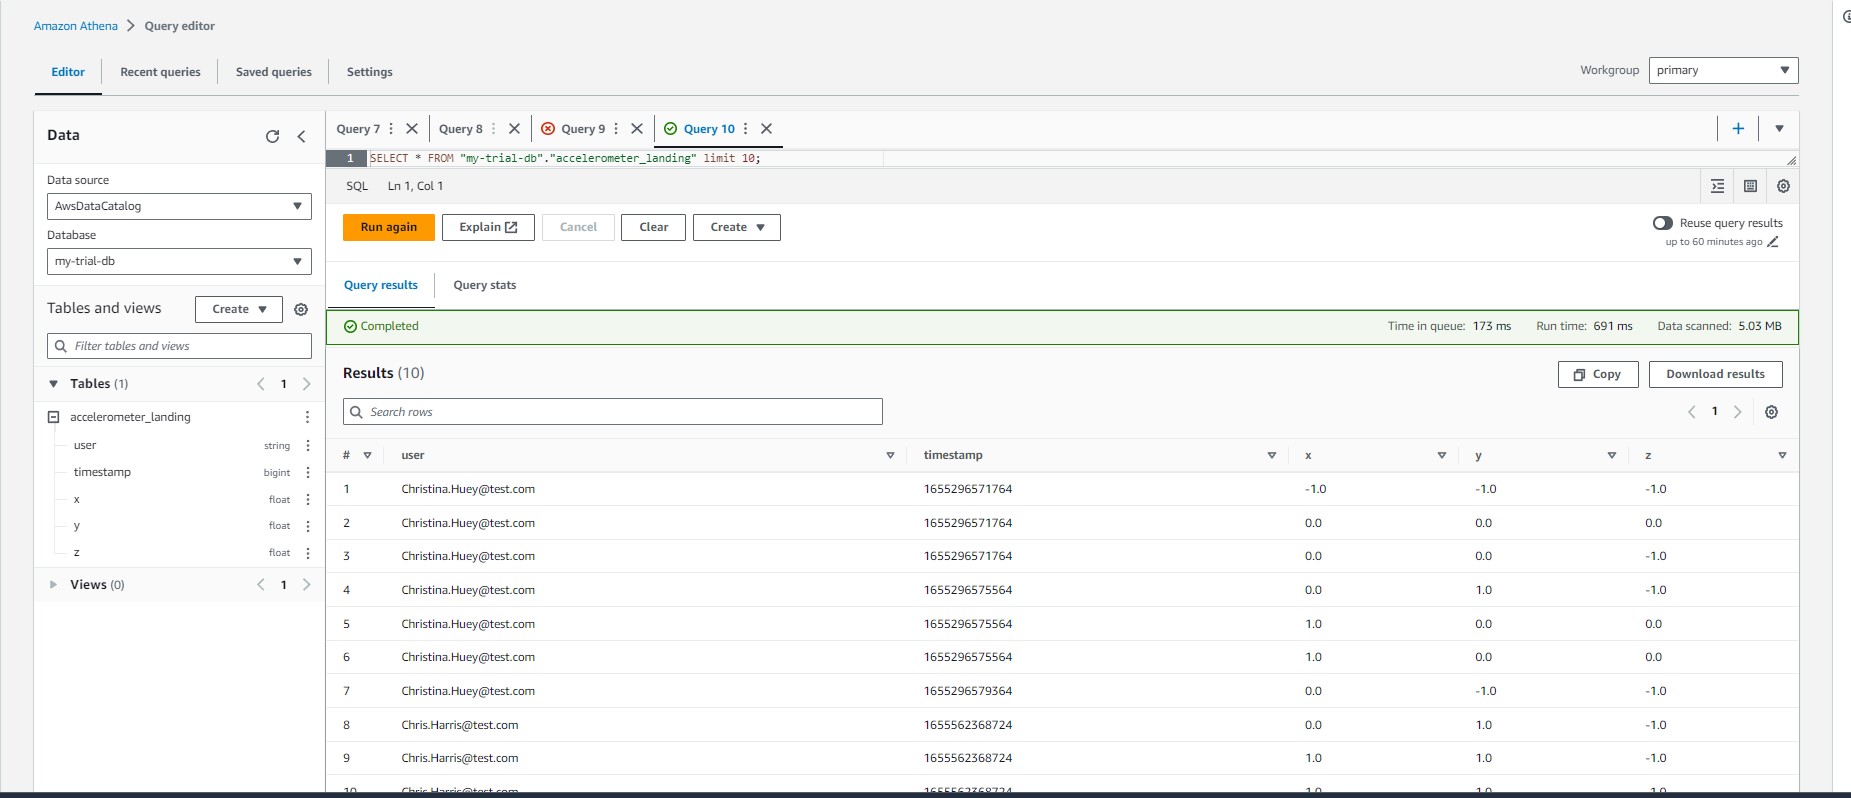 Amazon Athena > Query editor
Editor Recent queries Saved queries Settings
Workgroup primary
Data
Data source
AwsDataCatalog
Database
my-trial-db
Tables and views Create
Filter tables and views
Tables (1) < 1 >
accelerometer_landing
user string
timestamp bigint
x float
y float
z float
Views (0) < 1 >
Query 7 Query 8 Query 9 Query 10
1 SELECT * FROM "my-trial-db"."accelerometer_landing" limit 10;
SQL Ln 1, Col 1
Run again Explain Cancel Clear Create
Reuse query results
up to 60 minutes ago
Query results Query stats
Completed Time in queue: 173 ms Run time: 691 ms Data scanned: 5.03 MB
Results (10) Copy Download results
Search rows < 1 >
# user timestamp x y z
1 Christina.Huey@test.com 1655296571764 -1.0 -1.0 -1.0
2 Christina.Huey@test.com 1655296571764 0.0 0.0 0.0
3 Christina.Huey@test.com 1655296571764 0.0 0.0 -1.0
4 Christina.Huey@test.com 1655296575564 0.0 1.0 -1.0
5 Christina.Huey@test.com 1655296575564 1.0 0.0 0.0
6 Christina.Huey@test.com 1655296575564 1.0 0.0 0.0
7 Christina.Huey@test.com 1655296579364 0.0 -1.0 -1.0
8 Chris.Harris@test.com 1655562368724 0.0 1.0 -1.0
9 Chris.Harris@test.com 1655562368724 1.0 1.0 -1.0
10 Chris.Harris@test.com 1655562368724 1.0 1.0 -1.0